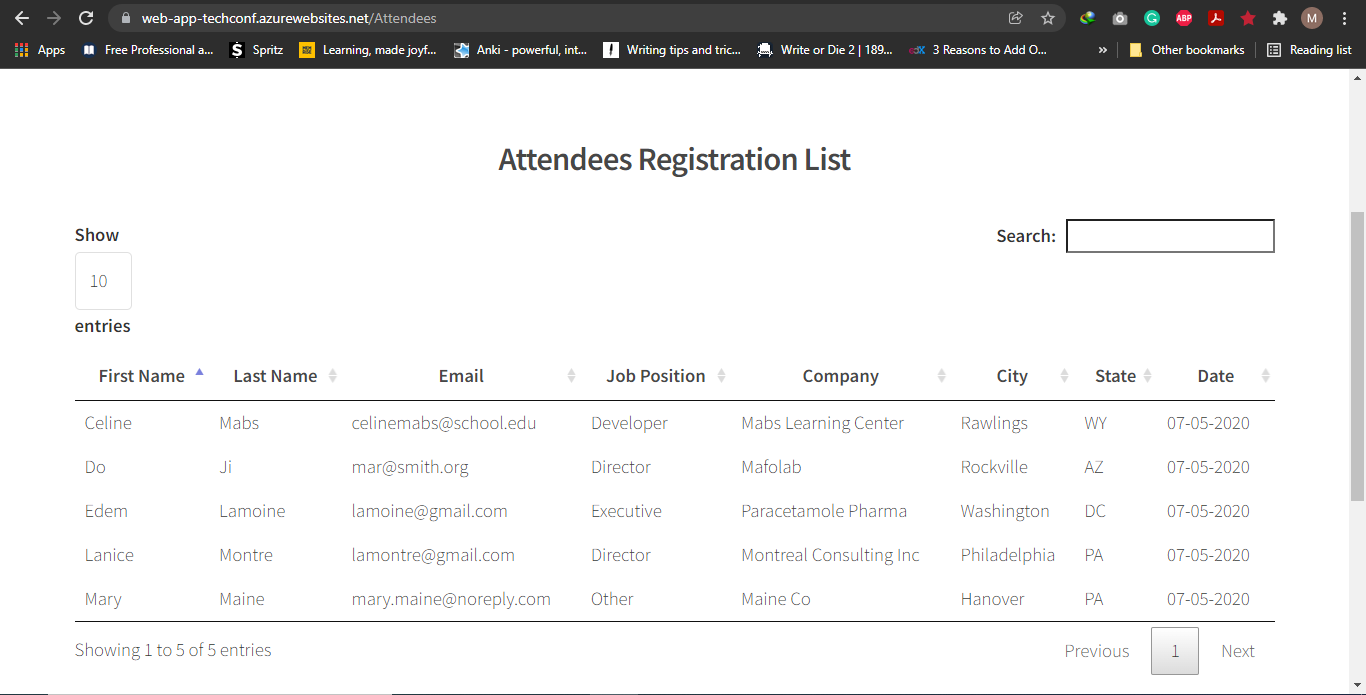 web-app-techconf.azurewebsites.net/Attendees
ABP
M
Apps Free Professional a... Spritz Learning, made joyf... Anki - powerful, int... Writing tips and tric... Write or Die 2 | 189... 3 Reasons to Add O... » Other bookmarks Reading list
Attendees Registration List
Show Search:
10
entries
First Name Last Name Email Job Position Company City State Date
Celine Mabs celinemabs@school.edu Developer Mabs Learning Center Rawlings WY 07-05-2020
Do Ji mar@smith.org Director Mafolab Rockville AZ 07-05-2020
Edem Lamoine lamoine@gmail.com Executive Paracetamole Pharma Washington DC 07-05-2020
Lanice Montre lamontre@gmail.com Director Montreal Consulting Inc Philadelphia PA 07-05-2020
Mary Maine mary.maine@noreply.com Other Maine Co Hanover PA 07-05-2020
Showing 1 to 5 of 5 entries Previous 1 Next